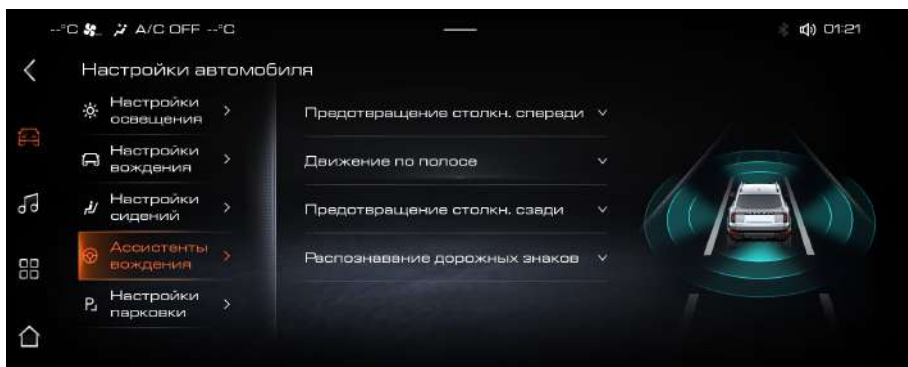 --°C A/C OFF --°C
01:21
Настройки автомобиля
Настройки
освещения
Настройки
вождения
Настройки
сидений
Ассистенты
вождения
Настройки
парковки
Предотвращение столкн. спереди
Движение по полосе
Предотвращение столкн. сзади
Распознавание дорожных знаков